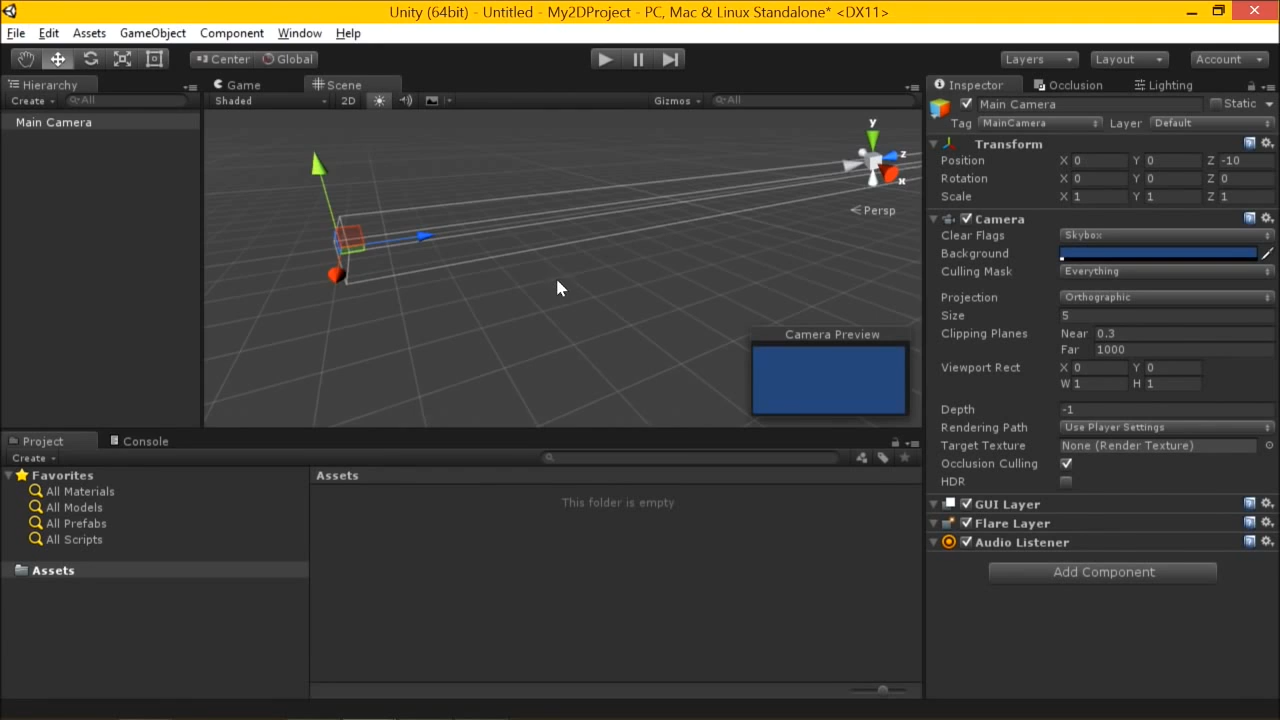 Unity (64bit) - Untitled - My2DProject - PC, Mac & Linux Standalone* <DX11>
File Edit Assets GameObject Component Window Help
Center Global Layers Layout Account
Hierarchy Game Scene Inspector Occlusion Lighting
Create All Shaded 2D Gizmos All
Main Camera Static
Main Camera
Tag MainCamera Layer Default
Transform
Position X 0 Y 0 Z -10
Rotation X 0 Y 0 Z 0
Scale X 1 Y 1 Z 1
y
z
x
Persp
Camera
Clear Flags Skybox
Background
Culling Mask Everything
Projection Orthographic
Size 5
Clipping Planes Near 0.3
Far 1000
Viewport Rect X 0 Y 0
W 1 H 1
Depth -1
Rendering Path Use Player Settings
Target Texture None (Render Texture)
Occlusion Culling
HDR
GUI Layer
Flare Layer
Audio Listener
Add Component
Camera Preview
Project Console
Create
Favorites
All Materials
All Models
All Prefabs
All Scripts
Assets
Assets
This folder is empty